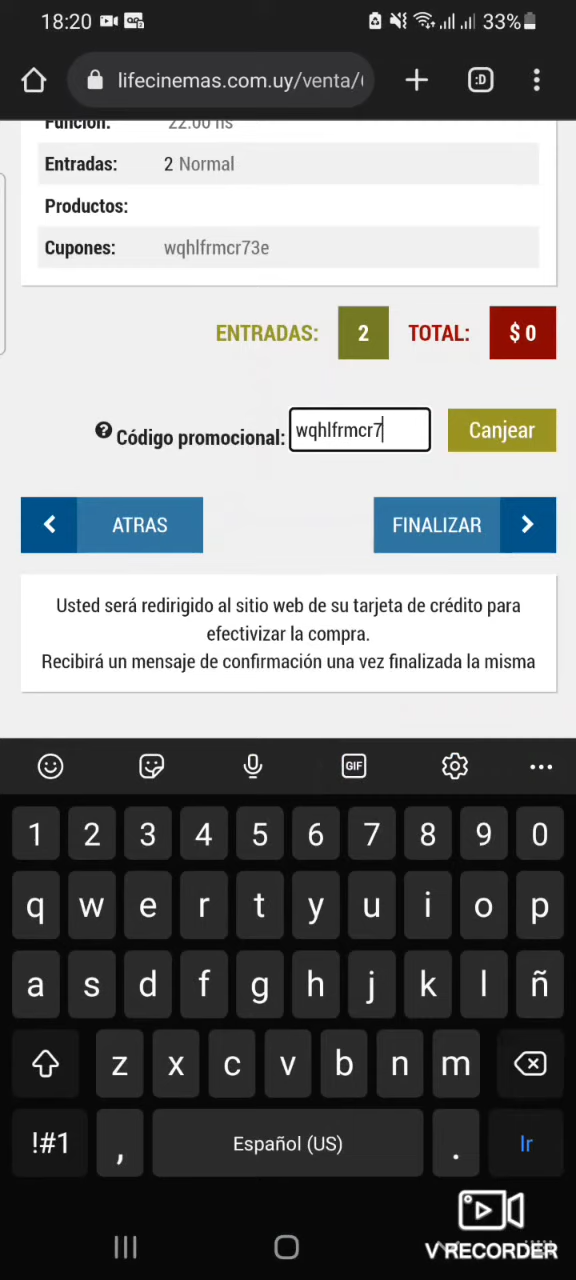 18:20 33%
lifecinemas.com.uy/venta/ :D
Función: 22:00 hs
Entradas: 2 Normal
Productos:
Cupones: wqhlfrmcr73e
ENTRADAS: 2 TOTAL: $ 0
Código promocional: wqhlfrmcr7 Canjear
ATRAS FINALIZAR
Usted será redirigido al sitio web de su tarjeta de crédito para
efectivizar la compra.
Recibirá un mensaje de confirmación una vez finalizada la misma
GIF
1 2 3 4 5 6 7 8 9 0
q w e r t y u i o p
a s d f g h j k l ñ
z x c v b n m
!#1 , Español (US) . Ir
V RECORDER